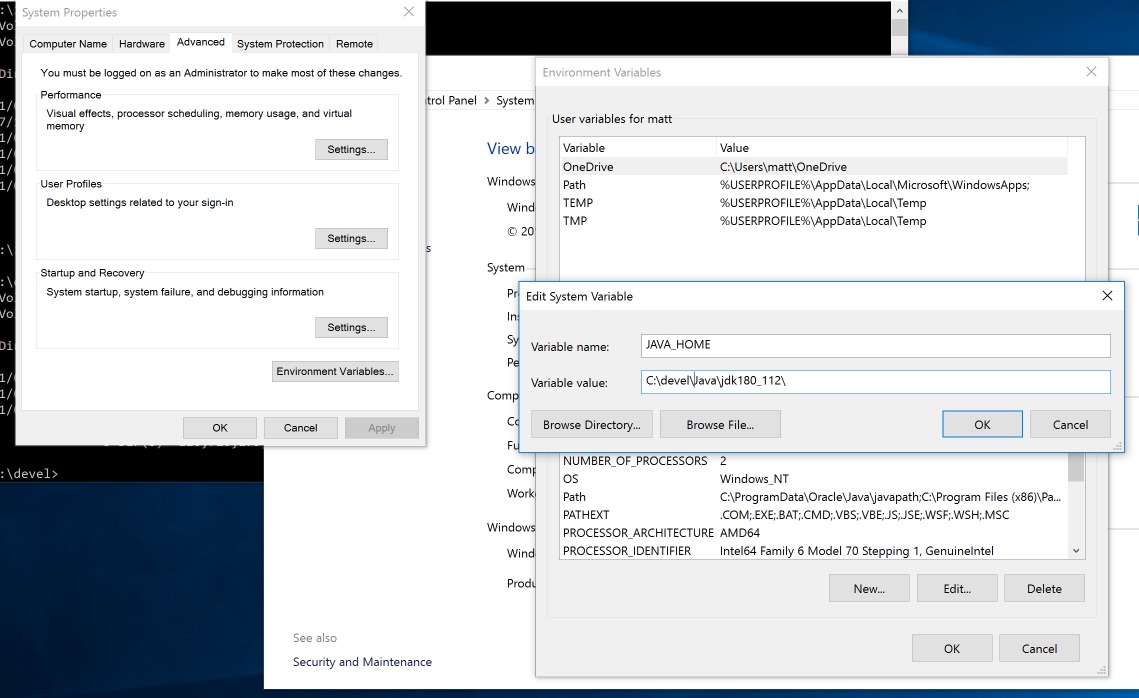 System Properties
Computer Name
Hardware
Advanced
System Protection
Remote
You must be logged on as an Administrator to make most of these changes.
Performance
Visual effects, processor scheduling, memory usage, and virtual
memory
Settings...
User Profiles
Desktop settings related to your sign-in
Settings...
Startup and Recovery
System startup, system failure, and debugging information
Settings...
Environment Variables...
OK
Cancel
Apply
:\devel>
trol Panel > System
View b
Windows
Wind
© 20
System
Comp
Comp
Work
Windows
Wind
Produ
See also
Security and Maintenance
Environment Variables
User variables for matt
Variable Value
OneDrive C:\Users\matt\OneDrive
Path %USERPROFILE%\AppData\Local\Microsoft\WindowsApps;
TEMP %USERPROFILE%\AppData\Local\Temp
TMP %USERPROFILE%\AppData\Local\Temp
Edit System Variable
Variable name: JAVA_HOME
Variable value: C:\devel\Java\jdk180_112\
Browse Directory...
Browse File...
OK
Cancel
NUMBER_OF_PROCESSORS 2
OS Windows_NT
Path C:\ProgramData\Oracle\Java\javapath;C:\Program Files (x86)\Pa...
PATHEXT .COM;.EXE;.BAT;.CMD;.VBS;.VBE;.JS;.JSE;.WSF;.WSH;.MSC
PROCESSOR_ARCHITECTURE AMD64
PROCESSOR_IDENTIFIER Intel64 Family 6 Model 70 Stepping 1, GenuineIntel
New...
Edit...
Delete
OK
Cancel